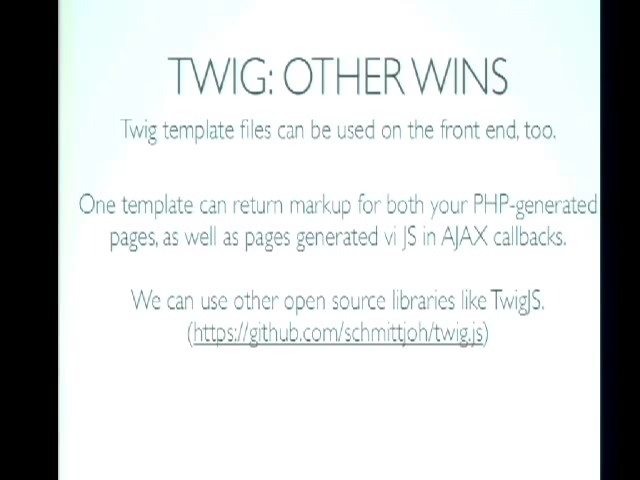 TWIG: OTHER WINS
Twig template files can be used on the front end, too.
One template can return markup for both your PHP-generated
pages, as well as pages generated vi JS in AJAX callbacks.
We can use other open source libraries like TwigJS.
(https://github.com/schmittjoh/twig.js)